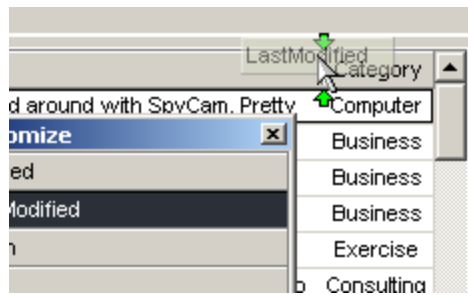 LastModified
Category
d around with SpyCam. Pretty
Computer
omize
Business
ed
Business
Modified
Business
n
Exercise
o
Consulting